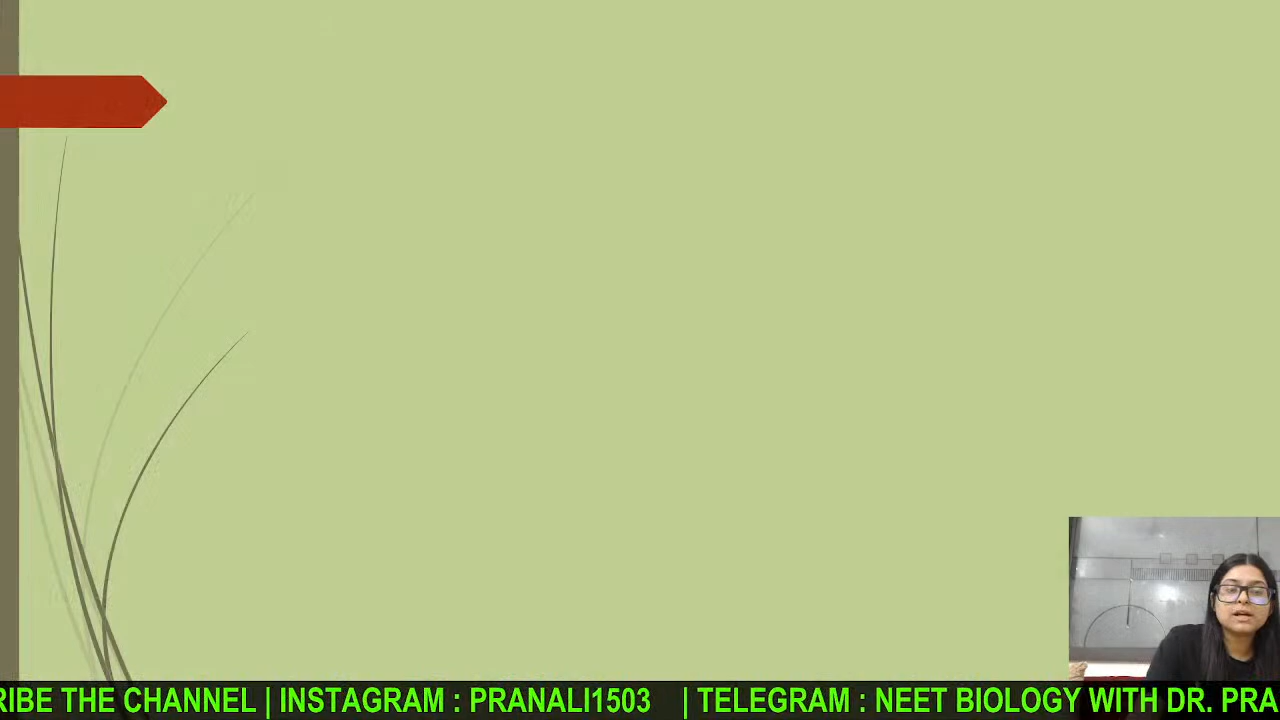 RIBE THE CHANNEL | INSTAGRAM : PRANALI1503 | TELEGRAM : NEET BIOLOGY WITH DR. PRA